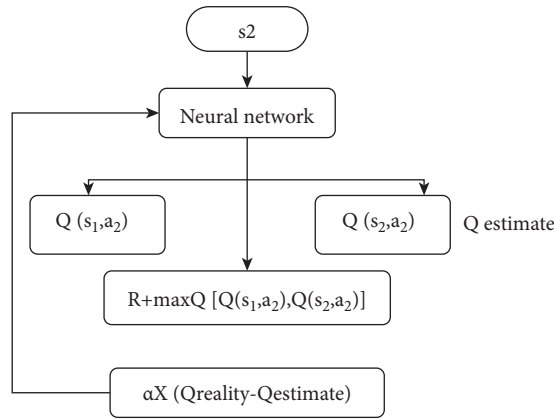 s2
Neural network
Q (s₁,a₂)
Q (s₂,a₂)
Q estimate
R+maxQ [Q(s₁,a₂),Q(s₂,a₂)]
αX (Qreality-Qestimate)